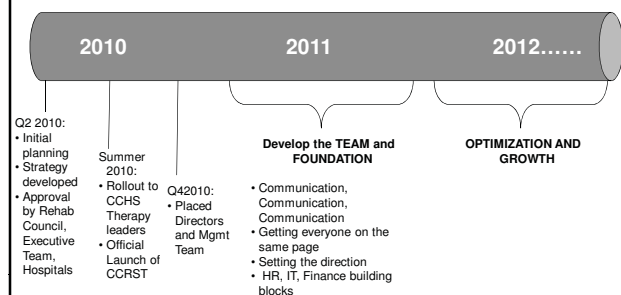 2010
2011
2012......
Q2 2010:
• Initial
planning
• Strategy
developed
• Approval
by Rehab
Council,
Executive
Team,
Hospitals
Summer
2010:
• Rollout to
CCHS
Therapy
leaders
• Official
Launch of
CCRST
Q42010:
• Placed
Directors
and Mgmt
Team
Develop the TEAM and
FOUNDATION
• Communication,
Communication,
Communication
• Getting everyone on the
same page
• Setting the direction
• HR, IT, Finance building
blocks
OPTIMIZATION AND
GROWTH